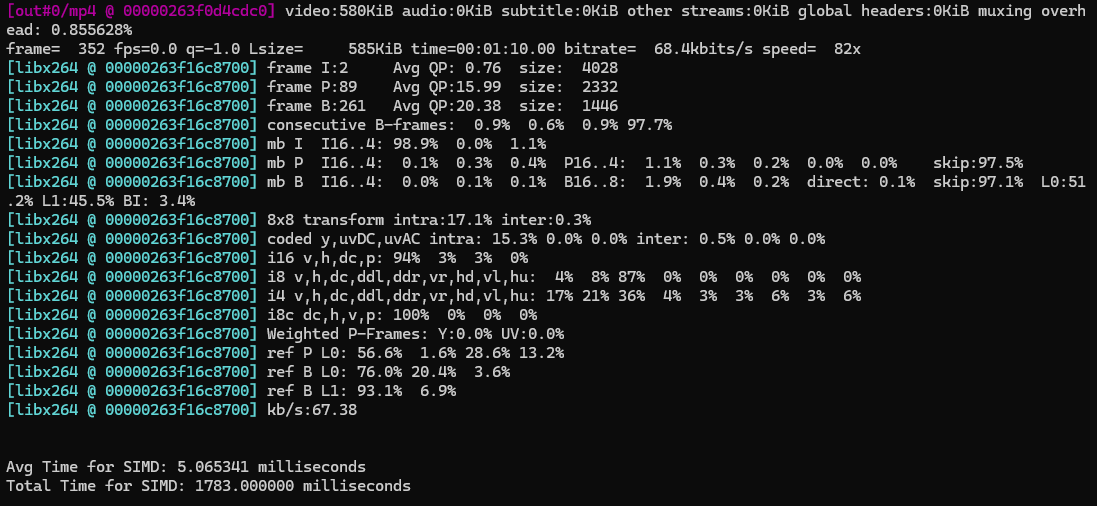 [out#0/mp4 @ 00000263f0d4cdc0] video:580KiB audio:0KiB subtitle:0KiB other streams:0KiB global headers:0KiB muxing overh
ead: 0.855628%
frame=  352 fps=0.0 q=-1.0 Lsize=     585KiB time=00:01:10.00 bitrate=  68.4kbits/s speed=  82x
[libx264 @ 00000263f16c8700] frame I:2     Avg QP: 0.76  size:  4028
[libx264 @ 00000263f16c8700] frame P:89    Avg QP:15.99  size:  2332
[libx264 @ 00000263f16c8700] frame B:261   Avg QP:20.38  size:  1446
[libx264 @ 00000263f16c8700] consecutive B-frames:  0.9%  0.6%  0.9% 97.7%
[libx264 @ 00000263f16c8700] mb I  I16..4: 98.9%  0.0%  1.1%
[libx264 @ 00000263f16c8700] mb P  I16..4:  0.1%  0.3%  0.4%  P16..4:  1.1%  0.3%  0.2%  0.0%  0.0%    skip:97.5%
[libx264 @ 00000263f16c8700] mb B  I16..4:  0.0%  0.1%  0.1%  B16..8:  1.9%  0.4%  0.2%  direct: 0.1%  skip:97.1%  L0:51
.2% L1:45.5% BI: 3.4%
[libx264 @ 00000263f16c8700] 8x8 transform intra:17.1% inter:0.3%
[libx264 @ 00000263f16c8700] coded y,uvDC,uvAC intra: 15.3% 0.0% 0.0% inter: 0.5% 0.0% 0.0%
[libx264 @ 00000263f16c8700] i16 v,h,dc,p: 94%  3%  3%  0%
[libx264 @ 00000263f16c8700] i8 v,h,dc,ddl,ddr,vr,hd,vl,hu:  4%  8% 87%  0%  0%  0%  0%  0%  0%
[libx264 @ 00000263f16c8700] i4 v,h,dc,ddl,ddr,vr,hd,vl,hu: 17% 21% 36%  4%  3%  3%  6%  3%  6%
[libx264 @ 00000263f16c8700] i8c dc,h,v,p: 100%  0%  0%  0%
[libx264 @ 00000263f16c8700] Weighted P-Frames: Y:0.0% UV:0.0%
[libx264 @ 00000263f16c8700] ref P L0: 56.6%  1.6% 28.6% 13.2%
[libx264 @ 00000263f16c8700] ref B L0: 76.0% 20.4%  3.6%
[libx264 @ 00000263f16c8700] ref B L1: 93.1%  6.9%
[libx264 @ 00000263f16c8700] kb/s:67.38
Avg Time for SIMD: 5.065341 milliseconds
Total Time for SIMD: 1783.000000 milliseconds